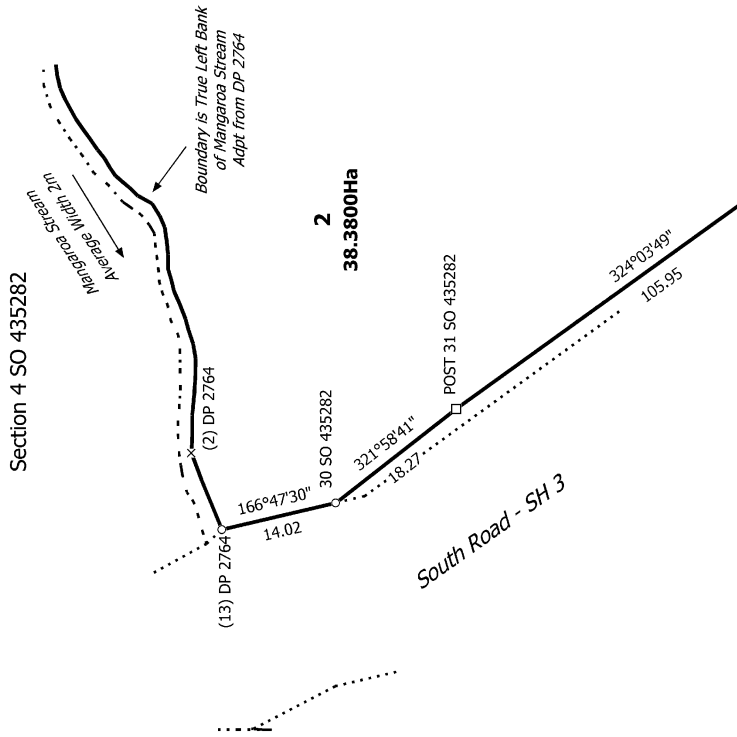 Section 4 SO 435282
Mangaroa Stream
Average Width 2m
Boundary is True Left Bank
of Mangaroa Stream
Adpt from DP 2764
2
38.3800Ha
(2) DP 2764
(13) DP 2764
166°47'30"
14.02
30 SO 435282
321°58'41"
18.27
POST 31 SO 435282
324°03'49"
105.95
South Road - SH 3